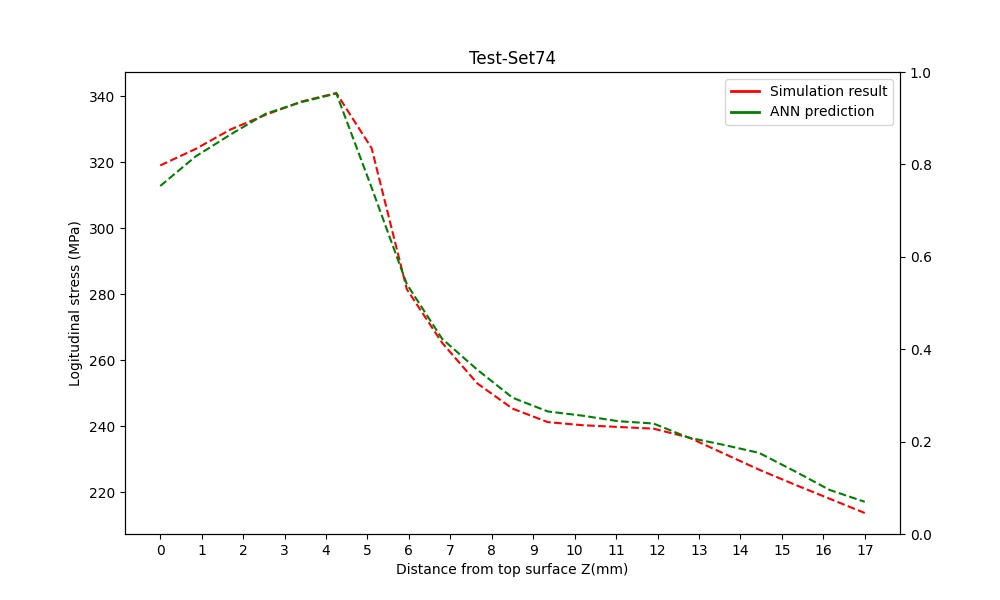 Test-Set74
Simulation result
ANN prediction
Logitudinal stress (MPa)
340
320
300
280
260
240
220
1.0
0.8
0.6
0.4
0.2
0.0
0 1 2 3 4 5 6 7 8 9 10 11 12 13 14 15 16 17
Distance from top surface Z(mm)